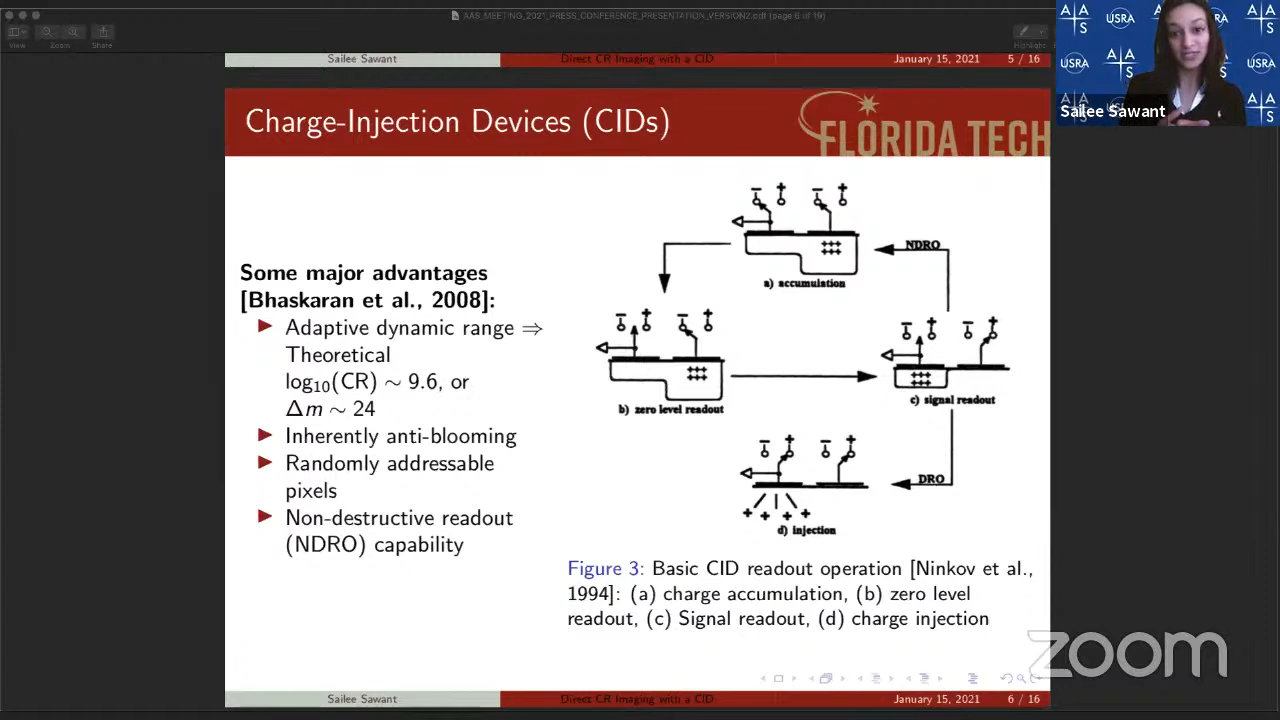 AAS_MEETING_2021_PRESS_CONFERENCE_PRESENTATION_VERSION2.pdf (page 6 of 19)
View
Zoom
Share
Highlight
Sailee Sawant
Direct CR Imaging with a CID
January 15, 2021
5 / 16
A A S
USRA
A A S
USRA
USRA
A A S
Sailee Sawant
Charge-Injection Devices (CIDs)
FLORIDA TECH
Some major advantages
[Bhaskaran et al., 2008]:
Adaptive dynamic range ⇒
Theoretical
log₁₀(CR) ∼ 9.6, or
Δm ∼ 24
Inherently anti-blooming
Randomly addressable
pixels
Non-destructive readout
(NDRO) capability
a) accumulation
NDRO
b) zero level readout
c) signal readout
DRO
d) injection
Figure 3: Basic CID readout operation [Ninkov et al.,
1994]: (a) charge accumulation, (b) zero level
readout, (c) Signal readout, (d) charge injection
zoom
Sailee Sawant
Direct CR Imaging with a CID
January 15, 2021
6 / 16